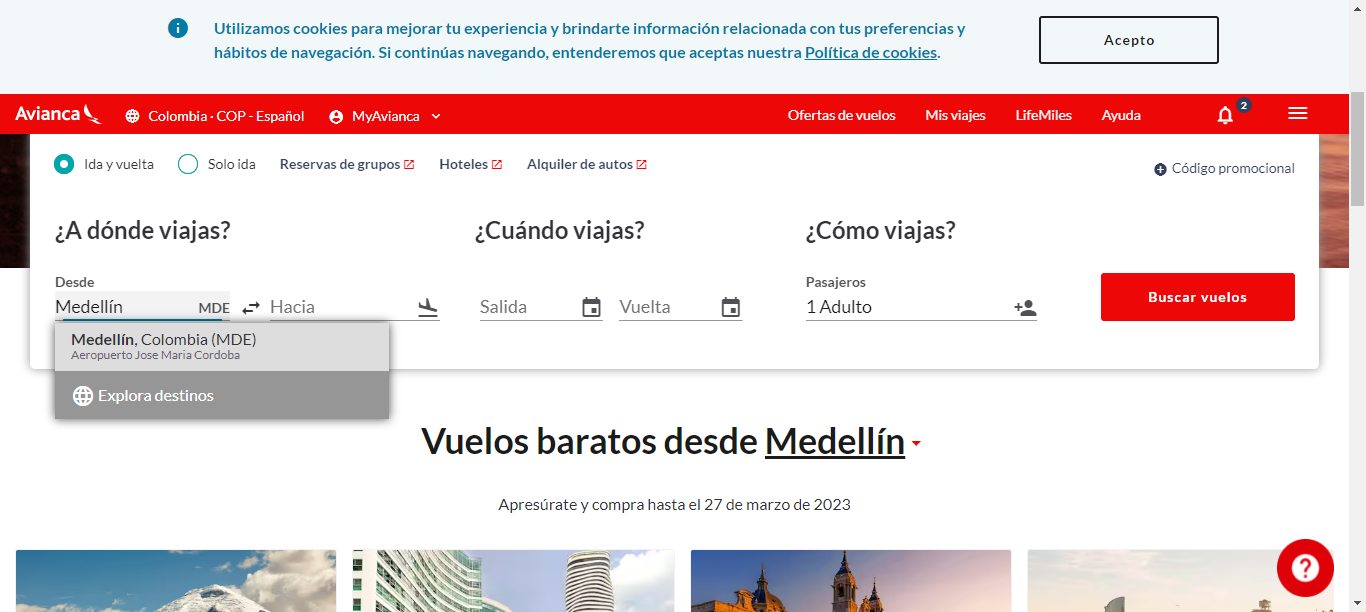 Utilizamos cookies para mejorar tu experiencia y brindarte información relacionada con tus preferencias y
hábitos de navegación. Si continúas navegando, entenderemos que aceptas nuestra Política de cookies.
Acepto
Avianca
Colombia · COP - Español
MyAvianca
Ofertas de vuelos
Mis viajes
LifeMiles
Ayuda
2
Ida y vuelta
Solo ida
Reservas de grupos
Hoteles
Alquiler de autos
Código promocional
¿A dónde viajas?
¿Cuándo viajas?
¿Cómo viajas?
Desde
Pasajeros
Medellín MDE
Hacia
Salida
Vuelta
1 Adulto
Buscar vuelos
Medellín, Colombia (MDE)
Aeropuerto Jose Maria Cordoba
Explora destinos
Vuelos baratos desde Medellín
Apresúrate y compra hasta el 27 de marzo de 2023
?